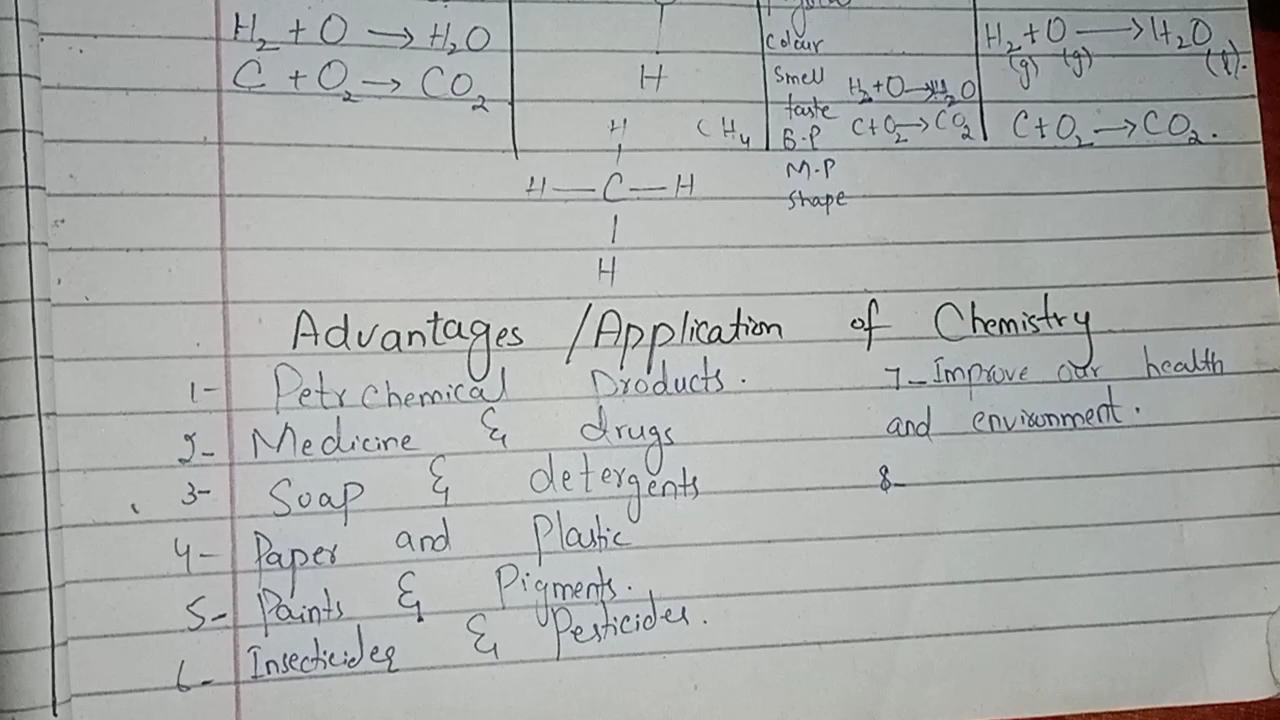 H₂ + O → H₂O
C + O₂ → CO₂
H
H
CH₄
H — C — H
H
Colour
Smell
taste
B.P
M.P
shape
H₂ + O → H₂O
C + O₂ → CO₂
H₂ + O → H₂O
(g) (g) (l).
C + O₂ → CO₂.
Advantages / Application of Chemistry
1- Petrchemical Products.
2- Medicine & drugs
3- Soap & detergents
4- Paper and Plastic
5- Paints & Pigments.
6- Insecticides & Pesticides.
7- Improve our health
and environment.
8-